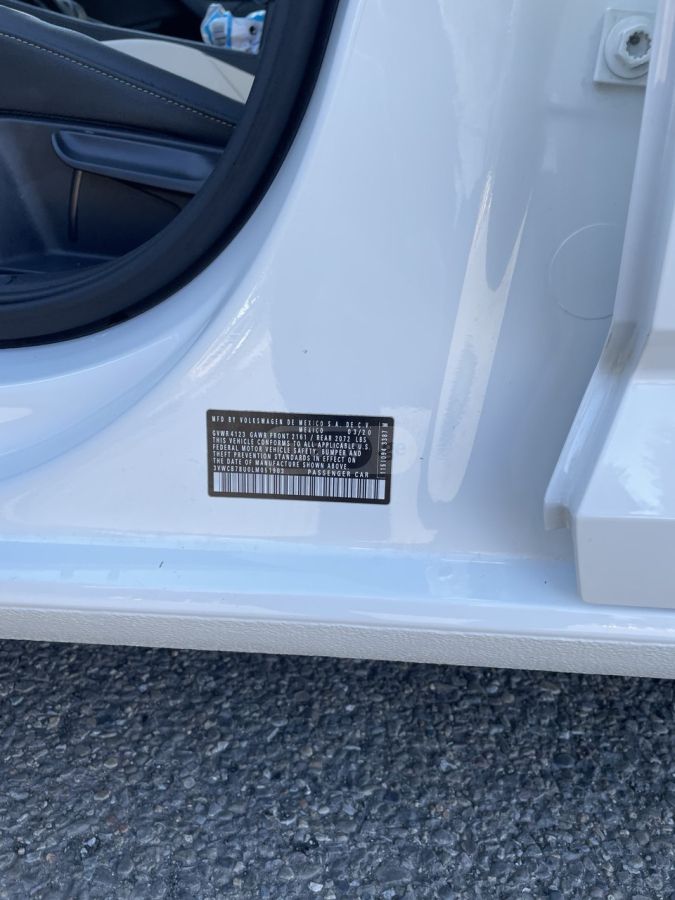 MFD BY VOLKSWAGEN DE MEXICO S.A. DE C.V.
MEXICO 03/20
GVWR4123 GAWR FRONT 2161 / REAR 2072 LBS
THIS VEHICLE CONFORMS TO ALL APPLICABLE U.S.
FEDERAL MOTOR VEHICLE SAFETY, BUMPER AND
THEFT PREVENTION STANDARDS IN EFFECT ON
THE DATE OF MANUFACTURE SHOWN ABOVE
PASSENGER CAR